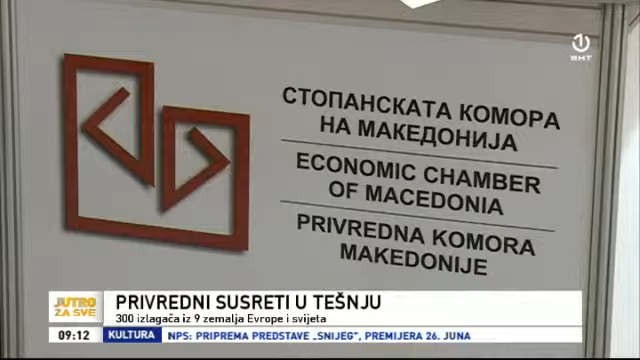 1
BHT
СТОПАНСКАТА КОМОРА
НА МАКЕДОНИЈА
ECONOMIC CHAMBER
OF MACEDONIA
PRIVREDNA KOMORA
MAKEDONIJE
JUTRO
ZA SVE
PRIVREDNI SUSRETI U TEŠNJU
300 izlagača iz 9 zemalja Evrope i svijeta
09:12 KULTURA NPS: PRIPREMA PREDSTAVE „SNIJEG", PREMIJERA 26. JUNA